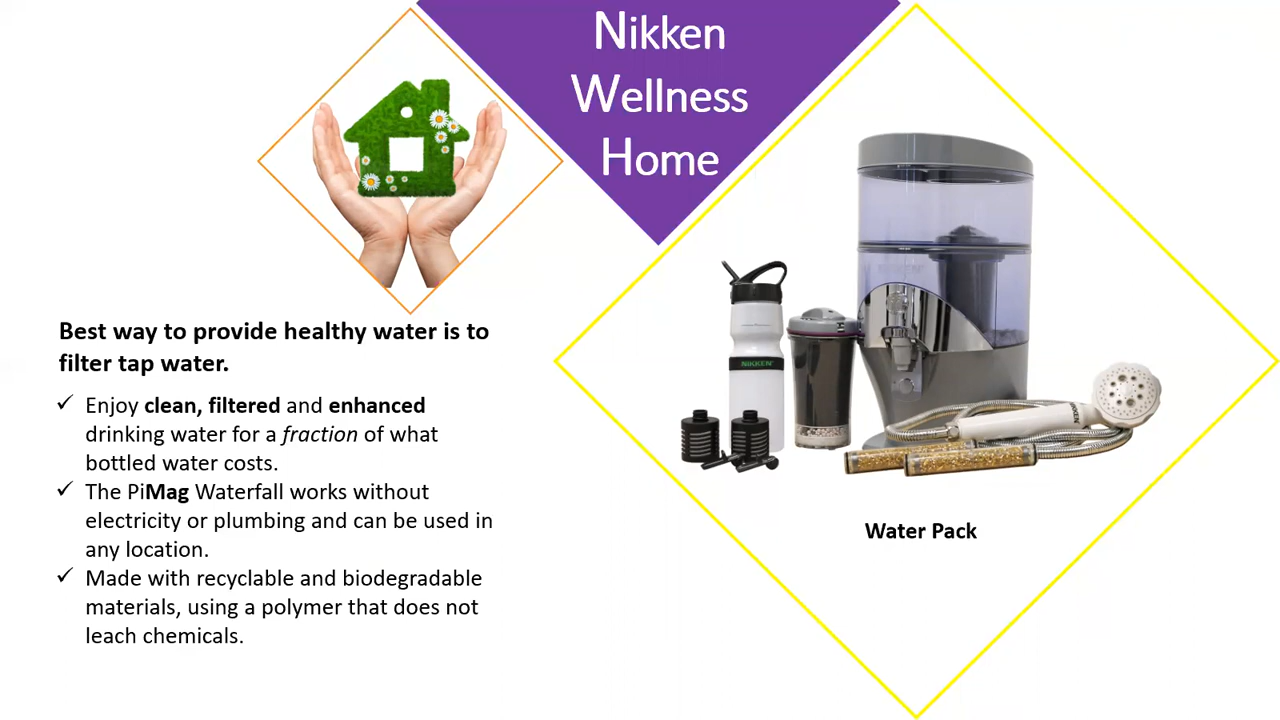 Nikken
Wellness
Home
Best way to provide healthy water is to
filter tap water.
✓ Enjoy clean, filtered and enhanced
drinking water for a fraction of what
bottled water costs.
✓ The PiMag Waterfall works without
electricity or plumbing and can be used in
any location.
✓ Made with recyclable and biodegradable
materials, using a polymer that does not
leach chemicals.
NIKKEN
NIKKEN
Water Pack